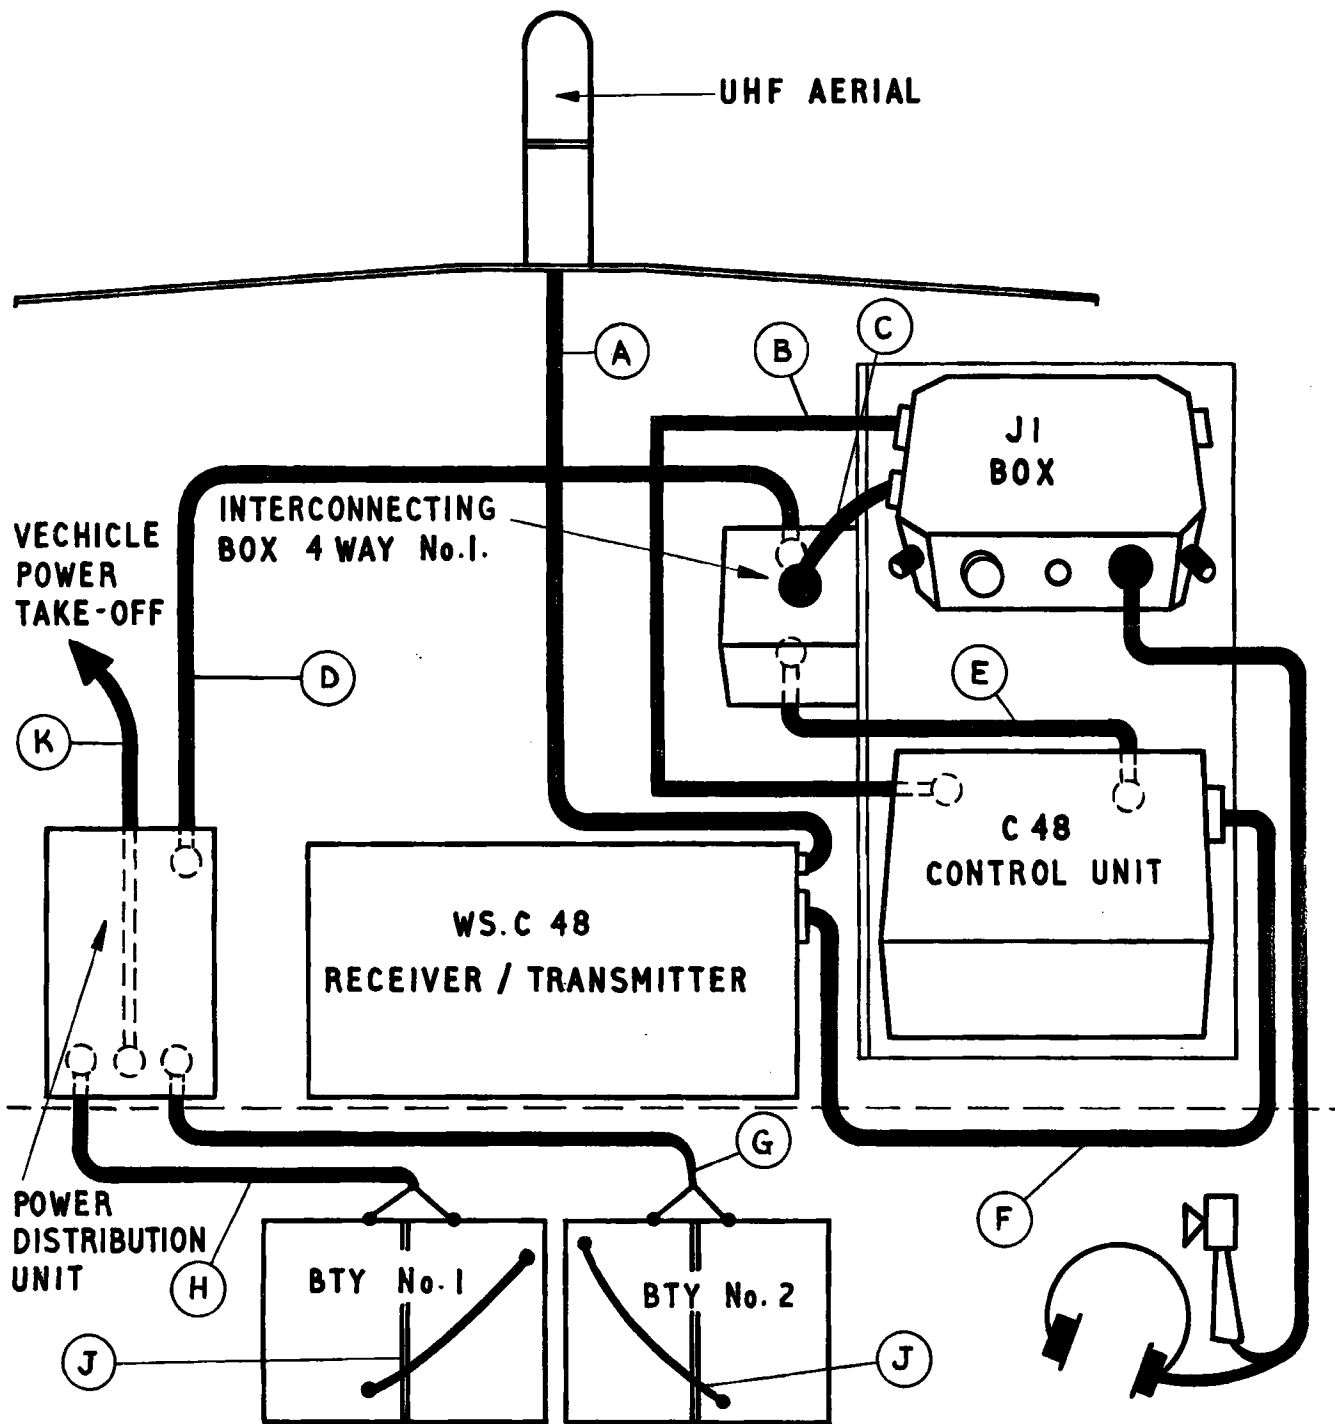 UHF AERIAL
C
A
B
J1
BOX
INTERCONNECTING
BOX 4 WAY No.1.
VECHICLE
POWER
TAKE-OFF
D
E
K
C 48
CONTROL UNIT
WS. C 48
RECEIVER / TRANSMITTER
G
POWER
DISTRIBUTION
UNIT
F
H
BTY No. 1
BTY No. 2
J
J